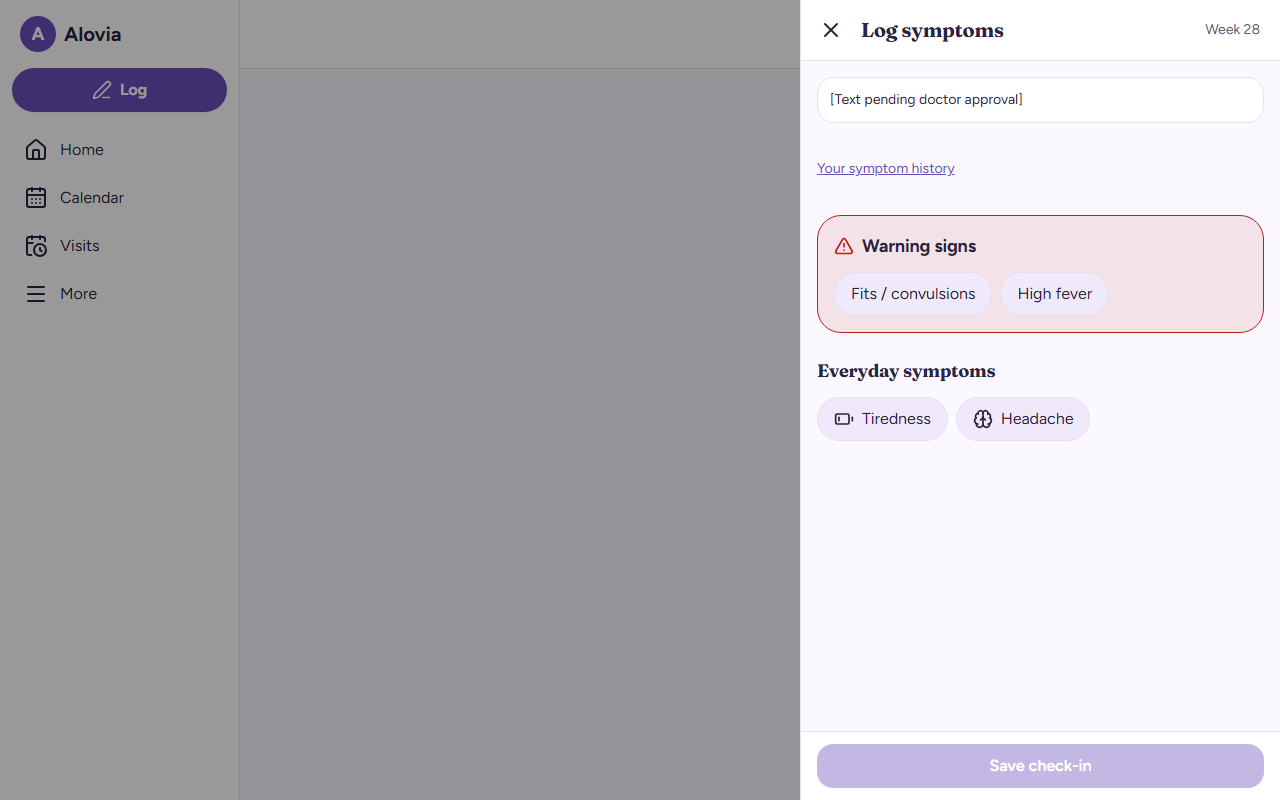 A Alovia
Log
Home
Calendar
Visits
More
Log symptoms
Week 28
[Text pending doctor approval]
Your symptom history
Warning signs
Fits / convulsions
High fever
Everyday symptoms
Tiredness
Headache
Save check-in